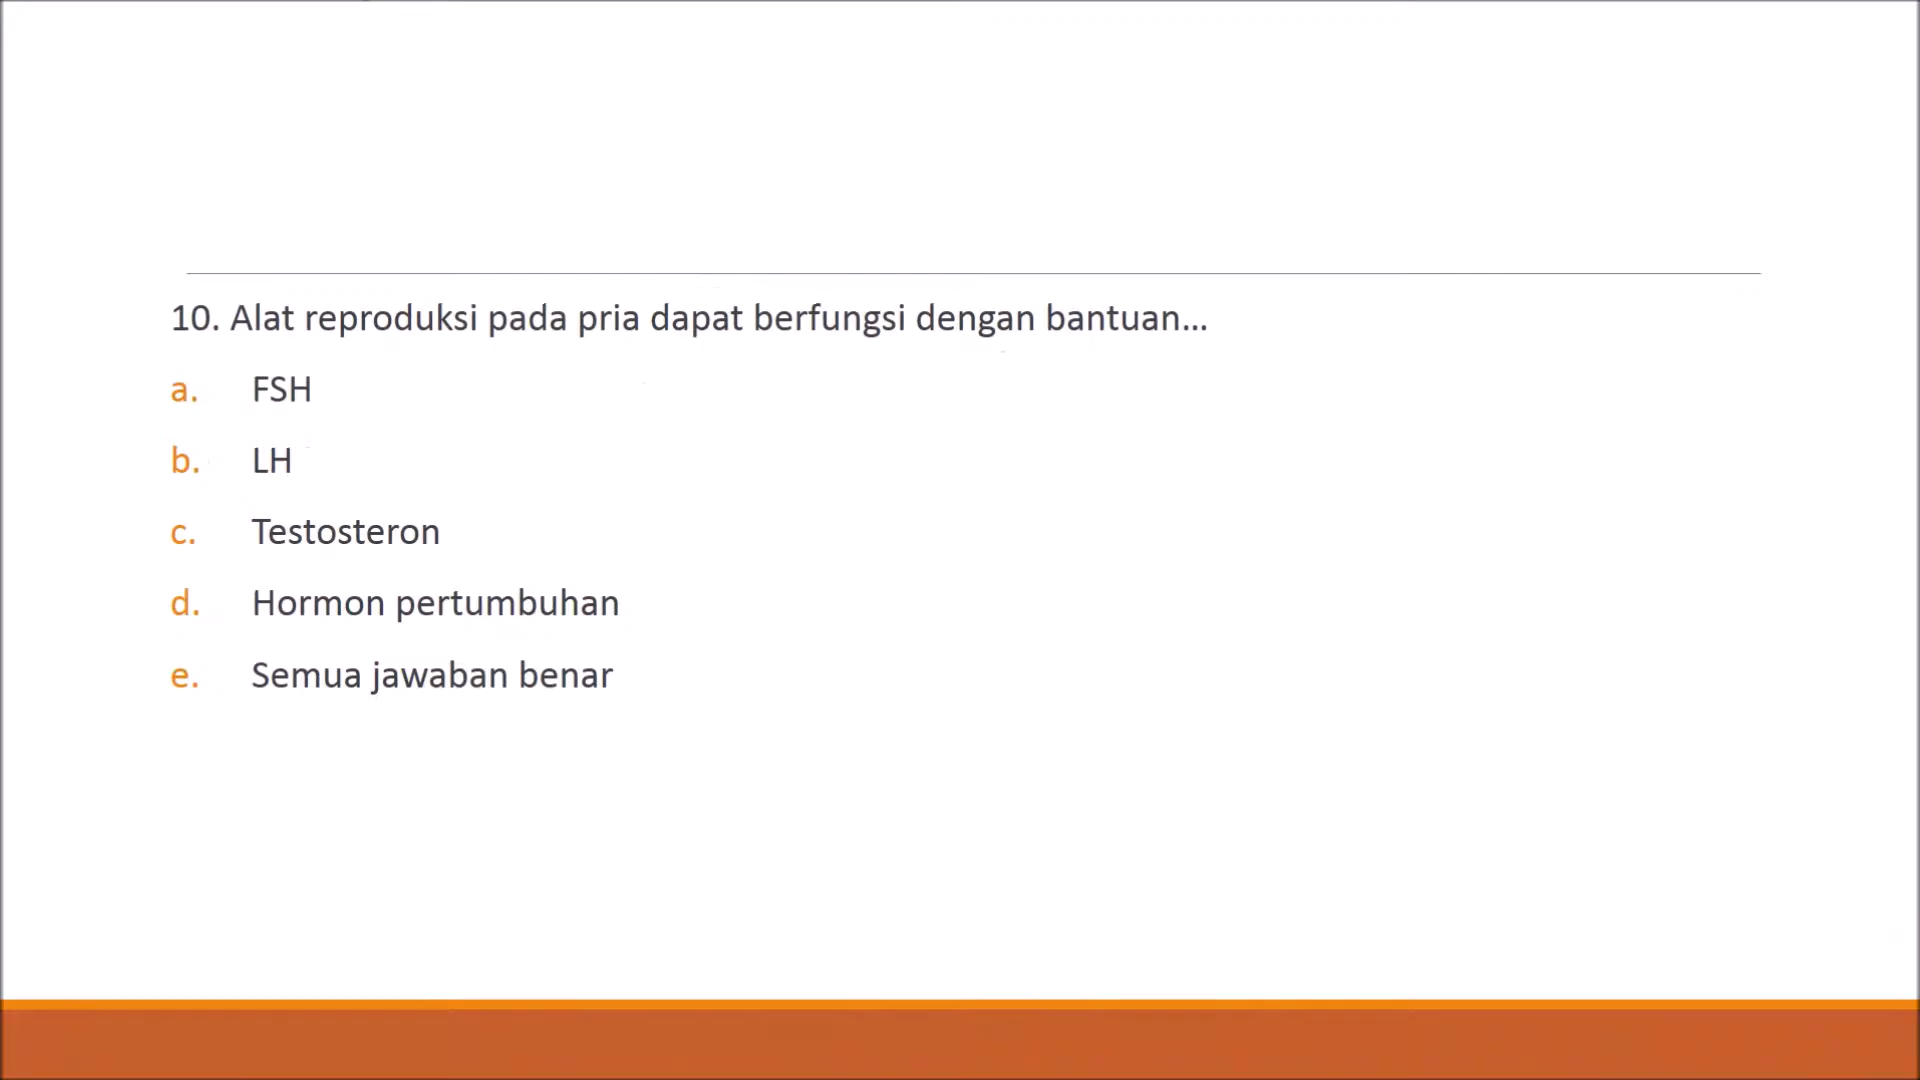 10. Alat reproduksi pada pria dapat berfungsi dengan bantuan...
a. FSH
b. LH
c. Testosteron
d. Hormon pertumbuhan
e. Semua jawaban benar